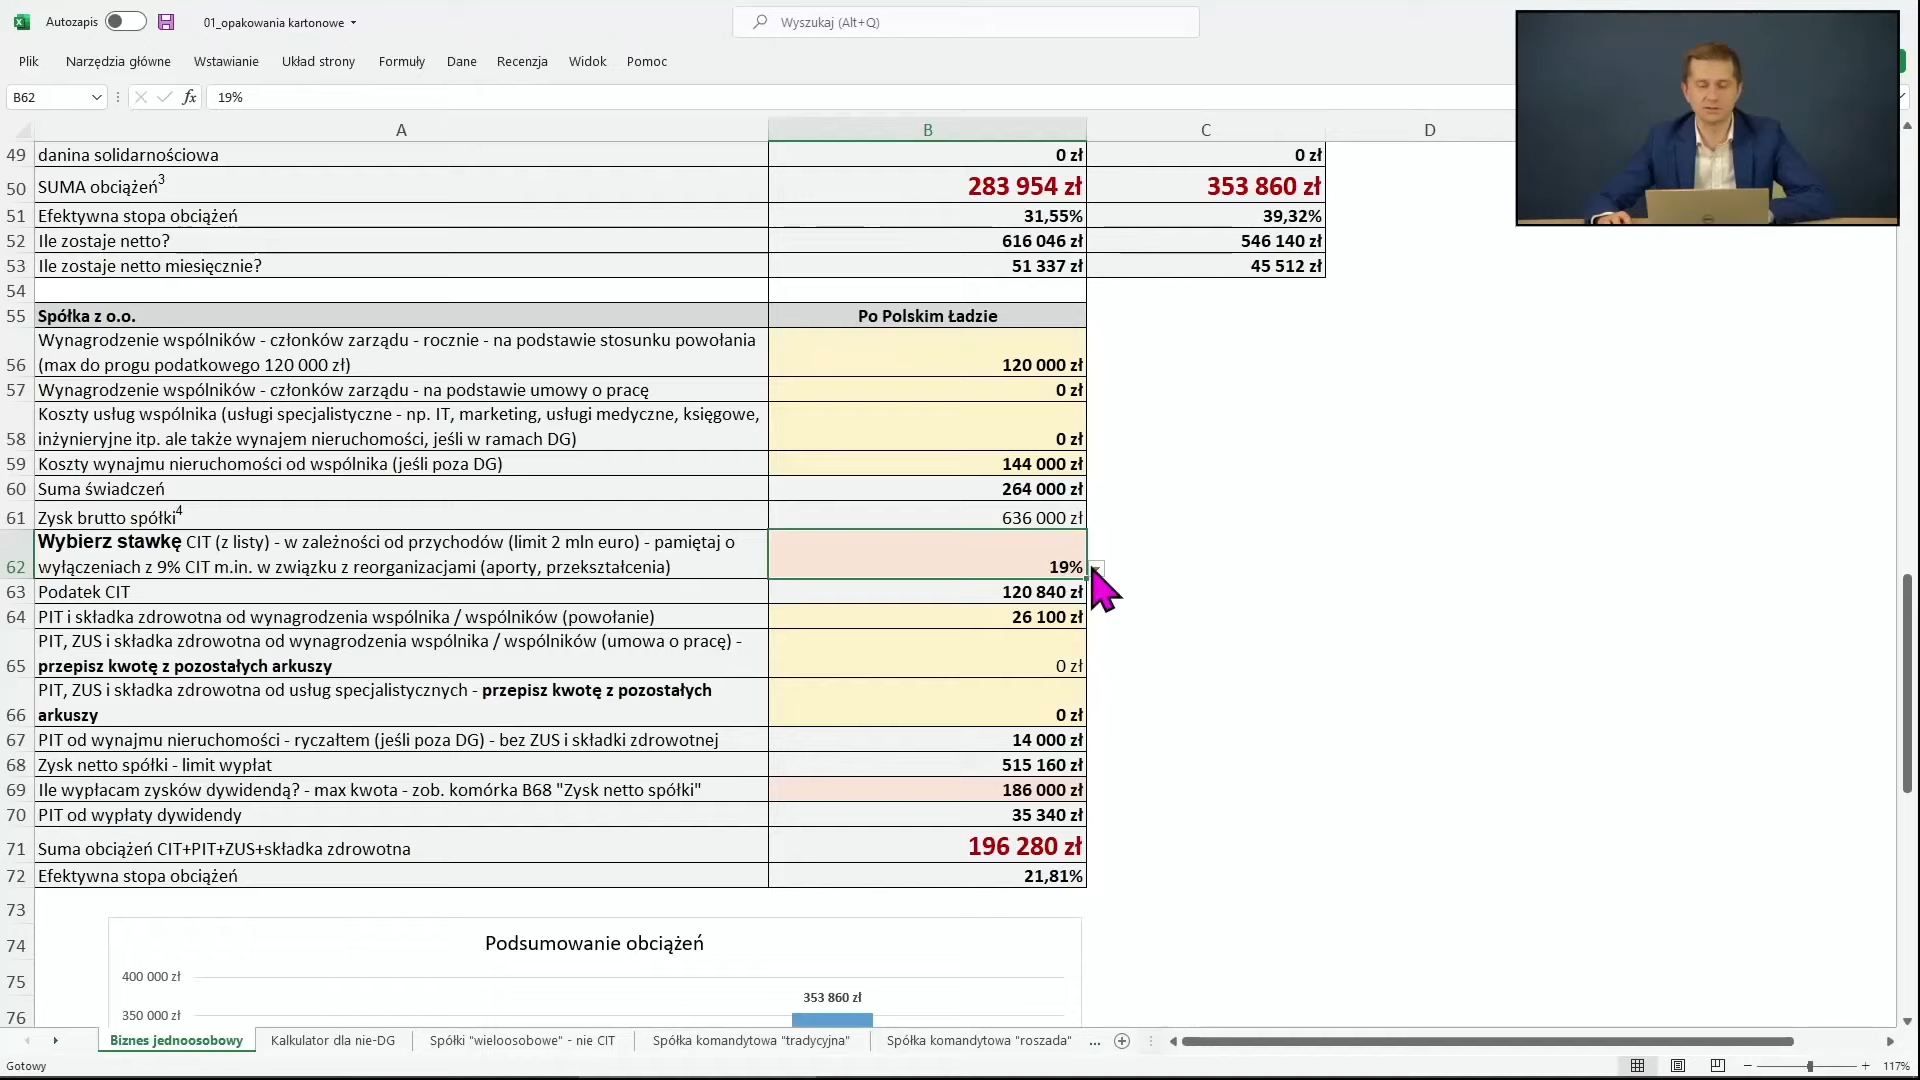 Autozapis
01_opakowania kartonowe
Wyszukaj (Alt+Q)
Plik Narzędzia główne Wstawianie Układ strony Formuły Dane Recenzja Widok Pomoc
B62 fx 19%
A B C D
49 danina solidarnościowa 0 zł 0 zł
50 SUMA obciążeń3 283 954 zł 353 860 zł
51 Efektywna stopa obciążeń 31,55% 39,32%
52 Ile zostaje netto? 616 046 zł 546 140 zł
53 Ile zostaje netto miesięcznie? 51 337 zł 45 512 zł
54
55 Spółka z o.o. Po Polskim Ładzie
Wynagrodzenie wspólników - członków zarządu - rocznie - na podstawie stosunku powołania
56 (max do progu podatkowego 120 000 zł) 120 000 zł
57 Wynagrodzenie wspólników - członków zarządu - na podstawie umowy o pracę 0 zł
Koszty usług wspólnika (usługi specjalistyczne - np. IT, marketing, usługi medyczne, księgowe,
58 inżynieryjne itp. ale także wynajem nieruchomości, jeśli w ramach DG) 0 zł
59 Koszty wynajmu nieruchomości od wspólnika (jeśli poza DG) 144 000 zł
60 Suma świadczeń 264 000 zł
61 Zysk brutto spółki4 636 000 zł
Wybierz stawkę CIT (z listy) - w zależności od przychodów (limit 2 mln euro) - pamiętaj o
62 wyłączeniach z 9% CIT m.in. w związku z reorganizacjami (aporty, przekształcenia) 19%
63 Podatek CIT 120 840 zł
64 PIT i składka zdrowotna od wynagrodzenia wspólnika / wspólników (powołanie) 26 100 zł
PIT, ZUS i składka zdrowotna od wynagrodzenia wspólnika / wspólników (umowa o pracę) -
65 przepisz kwotę z pozostałych arkuszy 0 zł
PIT, ZUS i składka zdrowotna od usług specjalistycznych - przepisz kwotę z pozostałych
66 arkuszy 0 zł
67 PIT od wynajmu nieruchomości - ryczałtem (jeśli poza DG) - bez ZUS i składki zdrowotnej 14 000 zł
68 Zysk netto spółki - limit wypłat 515 160 zł
69 Ile wypłacam zysków dywidendą? - max kwota - zob. komórka B68 "Zysk netto spółki" 186 000 zł
70 PIT od wypłaty dywidendy 35 340 zł
71 Suma obciążeń CIT+PIT+ZUS+składka zdrowotna 196 280 zł
72 Efektywna stopa obciążeń 21,81%
73
74 Podsumowanie obciążeń
75 400 000 zł
353 860 zł
76 350 000 zł
Biznes jednoosobowy Kalkulator dla nie-DG Spółki "wieloosobowe" - nie CIT Spółka komandytowa "tradycyjna" Spółka komandytowa "roszada" ...
Gotowy 117%